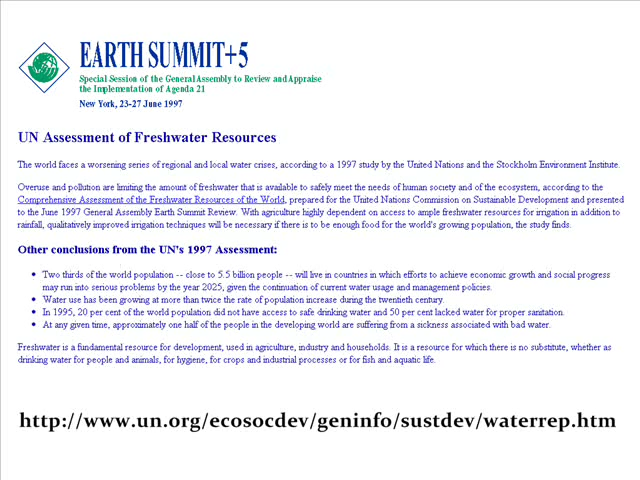 EARTH SUMMIT+5
Special Session of the General Assembly to Review and Appraise
the Implementation of Agenda 21
New York, 23-27 June 1997
UN Assessment of Freshwater Resources
The world faces a worsening series of regional and local water crises, according to a 1997 study by the United Nations and the Stockholm Environment Institute.
Overuse and pollution are limiting the amount of freshwater that is available to safely meet the needs of human society and of the ecosystem, according to the
Comprehensive Assessment of the Freshwater Resources of the World, prepared for the United Nations Commission on Sustainable Development and presented
to the June 1997 General Assembly Earth Summit Review. With agriculture highly dependent on access to ample freshwater resources for irrigation in addition to
rainfall, qualitatively improved irrigation techniques will be necessary if there is to be enough food for the world's growing population, the study finds.
Other conclusions from the UN's 1997 Assessment:
• Two thirds of the world population -- close to 5.5 billion people -- will live in countries in which efforts to achieve economic growth and social progress
may run into serious problems by the year 2025, given the continuation of current water usage and management policies.
• Water use has been growing at more than twice the rate of population increase during the twentieth century.
• In 1995, 20 per cent of the world population did not have access to safe drinking water and 50 per cent lacked water for proper sanitation.
• At any given time, approximately one half of the people in the developing world are suffering from a sickness associated with bad water.
Freshwater is a fundamental resource for development, used in agriculture, industry and households. It is a resource for which there is no substitute, whether as
drinking water for people and animals, for hygiene, for crops and industrial processes or for fish and aquatic life.
http://www.un.org/ecosocdev/geninfo/sustdev/waterrep.htm